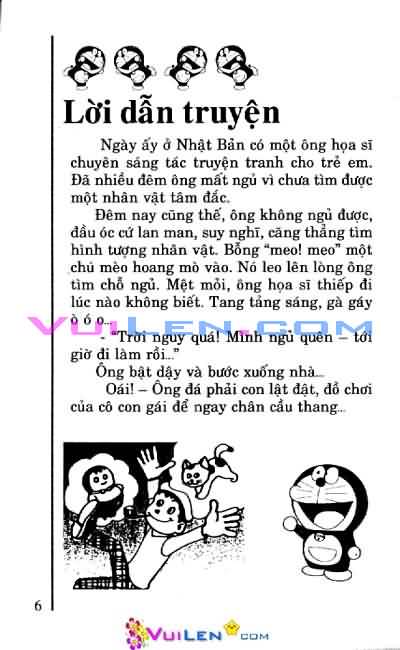 Lời dẫn truyện
Ngày ấy ở Nhật Bản có một ông họa sĩ
chuyên sáng tác truyện tranh cho trẻ em.
Đã nhiều đêm ông mất ngủ vì chưa tìm được
một nhân vật tâm đắc.
Đêm nay cũng thế, ông không ngủ được,
đầu óc cứ lan man, suy nghĩ, căng thẳng tìm
hình tượng nhân vật. Bỗng "meo! meo" một
chú mèo hoang mò vào. Nó leo lên lòng ông
tìm chỗ ngủ. Mệt mỏi, ông họa sĩ thiếp đi
lúc nào không biết. Tang tảng sáng, gà gáy
ò ó o...
VuiLen.com
- "Trời nguy quá! Mình ngủ quên – tới
giờ đi làm rồi..."
Ông bật dậy và bước xuống nhà...
Oái! – Ông đá phải con lật đật, đồ chơi
của cô con gái để ngay chân cầu thang...
6
VuiLen.com